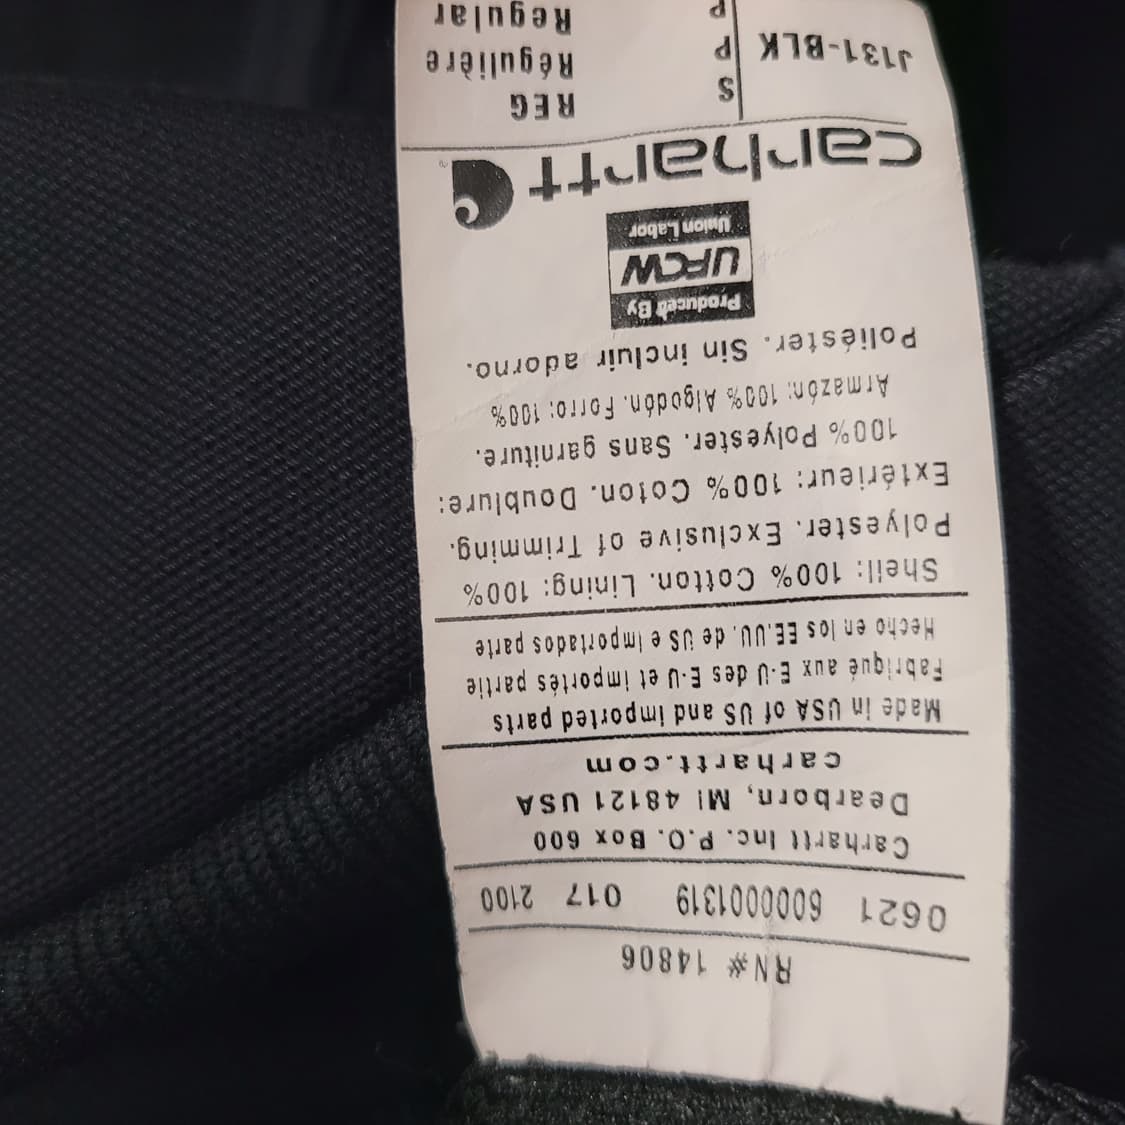 RN# 14806
0621 6000001319 017 2100
Carhartt Inc. P.O. Box 600
Dearborn, MI 48121 USA
carhartt.com
Made in USA of US and imported parts
Fabriqué aux E-U des E-U et importés partie
Hecho en los EE.UU. de US e importados parte
Shell: 100% Cotton. Lining: 100%
Polyester. Exclusive of Trimming.
Extérieur: 100% Coton. Doublure:
100% Polyester. Sans garniture.
Armazón: 100% Algodón. Forro: 100%
Poliéster. Sin incluir adorno.
Produced By
UFCW
Union Labor
carhartt
S REG
J131-BLK P Régulière
P Regular